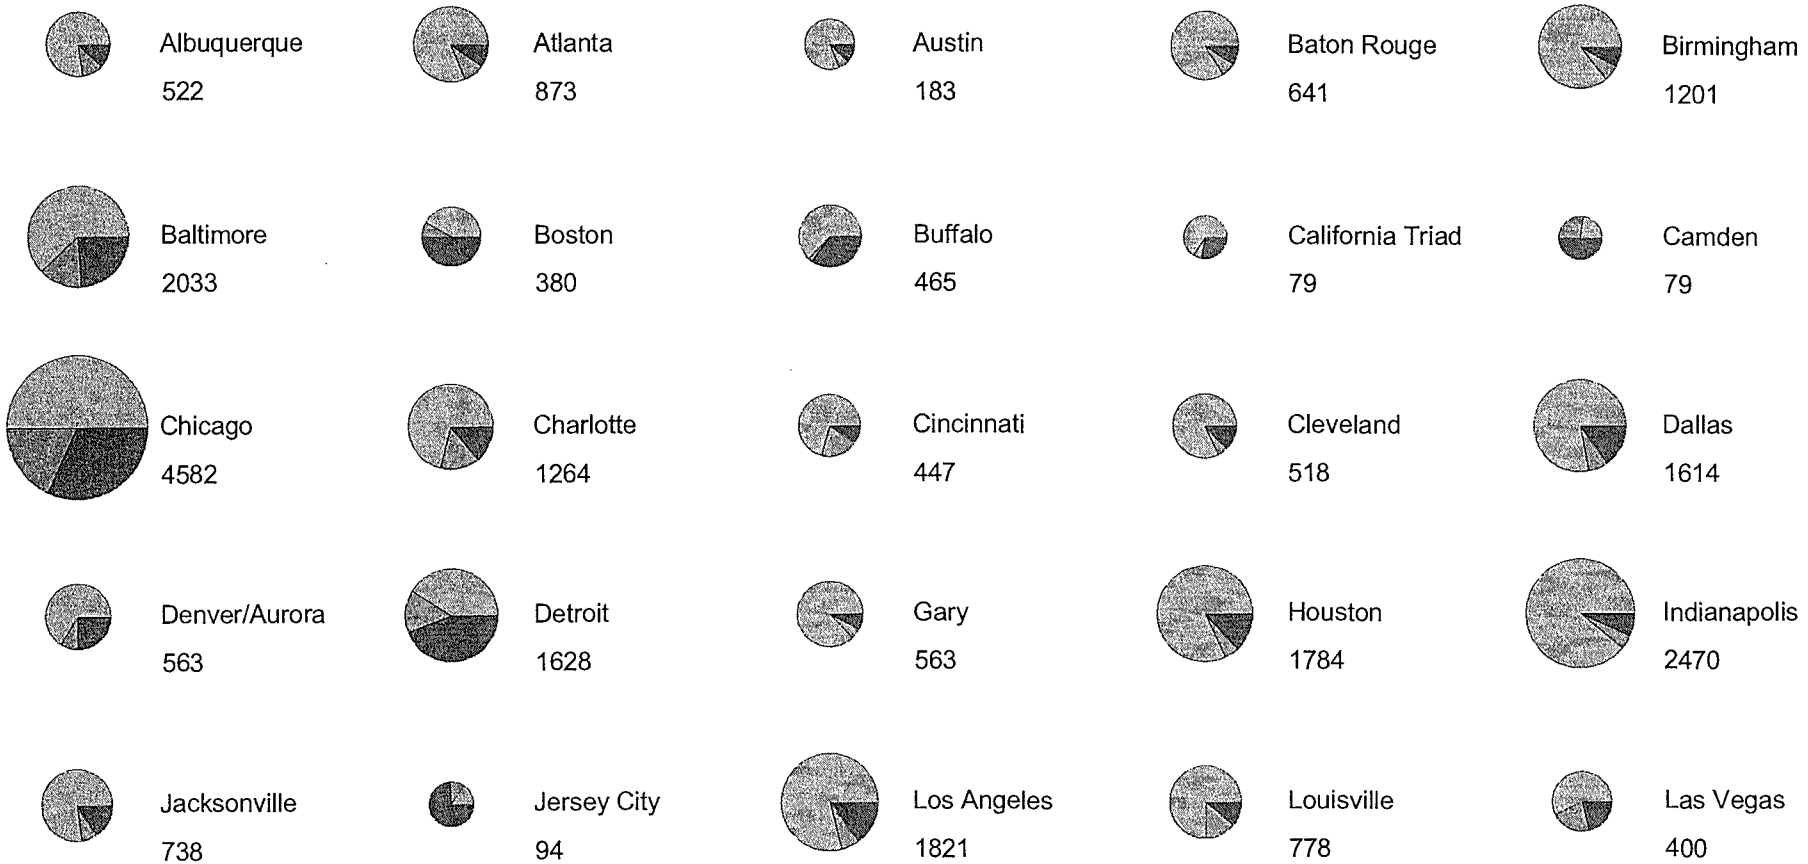 Albuquerque
522
Atlanta
873
Austin
183
Baton Rouge
641
Birmingham
1201
Baltimore
2033
Boston
380
Buffalo
465
California Triad
79
Camden
79
Chicago
4582
Charlotte
1264
Cincinnati
447
Cleveland
518
Dallas
1614
Denver/Aurora
563
Detroit
1628
Gary
563
Houston
1784
Indianapolis
2470
Jacksonville
738
Jersey City
94
Los Angeles
1821
Louisville
778
Las Vegas
400